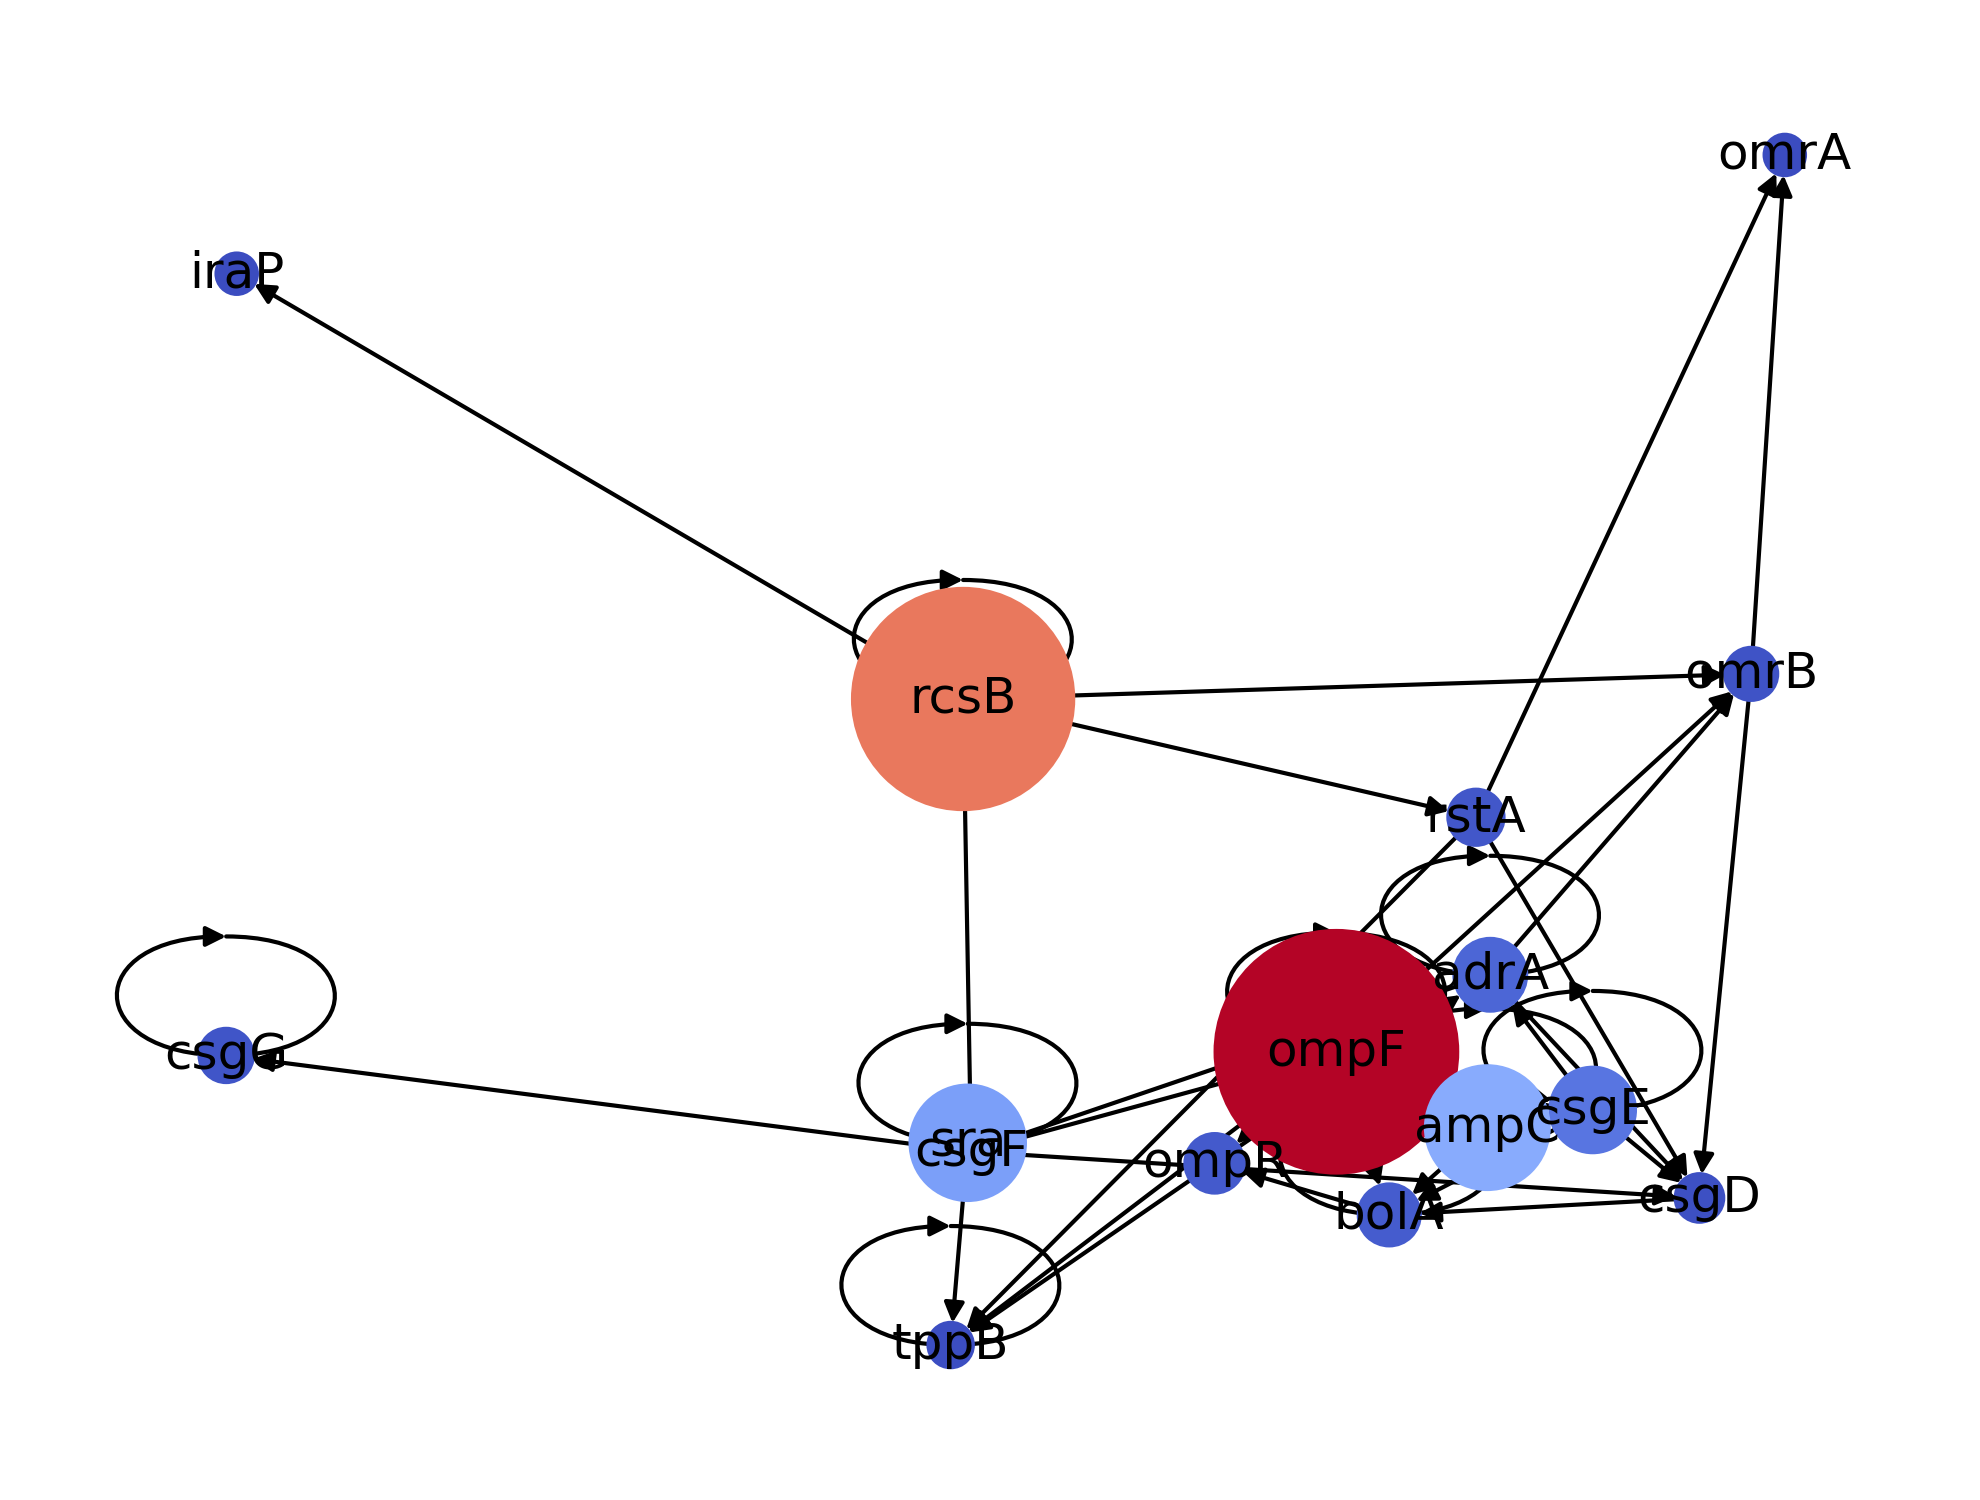 omrA
iraP
omrB
rcsB
rstA
adrA
ompF
csgG
csgE
ampC
sra
csgF
ompR
csgD
bolA
tppB